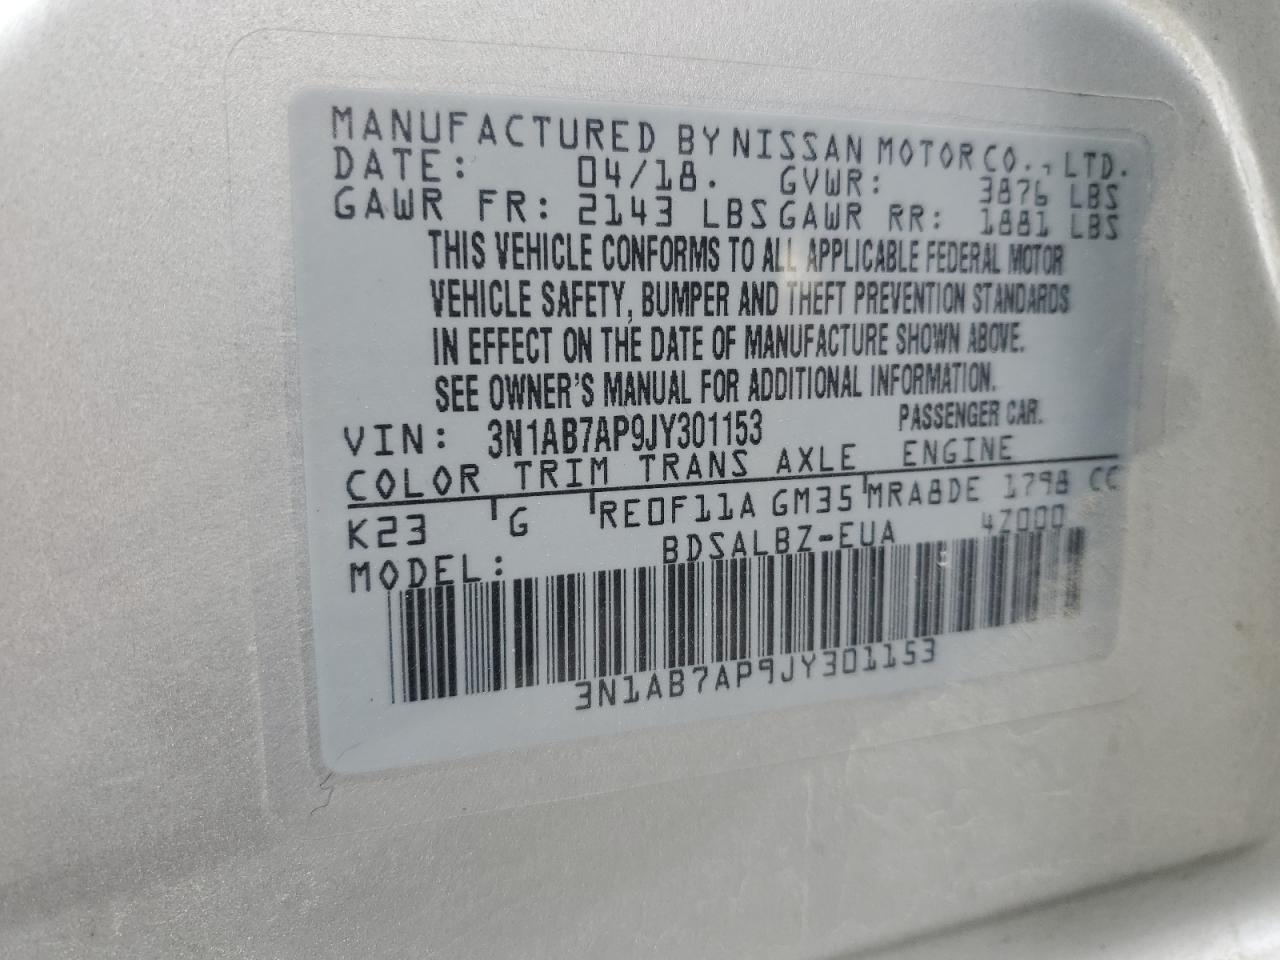 MANUFACTURED BY NISSAN MOTOR CO., LTD.
DATE: 04/18. GVWR: 3876 LBS
GAWR FR: 2143 LBS GAWR RR: 1881 LBS
THIS VEHICLE CONFORMS TO ALL APPLICABLE FEDERAL MOTOR
VEHICLE SAFETY, BUMPER AND THEFT PREVENTION STANDARDS
IN EFFECT ON THE DATE OF MANUFACTURE SHOWN ABOVE.
SEE OWNER'S MANUAL FOR ADDITIONAL INFORMATION.
VIN: 3N1AB7AP9JY301153 PASSENGER CAR.
COLOR TRIM TRANS AXLE ENGINE
K23 G RE0F11A GM35 MRA8DE 1798 CC
MODEL: BDSALBZ-EUA 4Z000
3N1AB7AP9JY301153